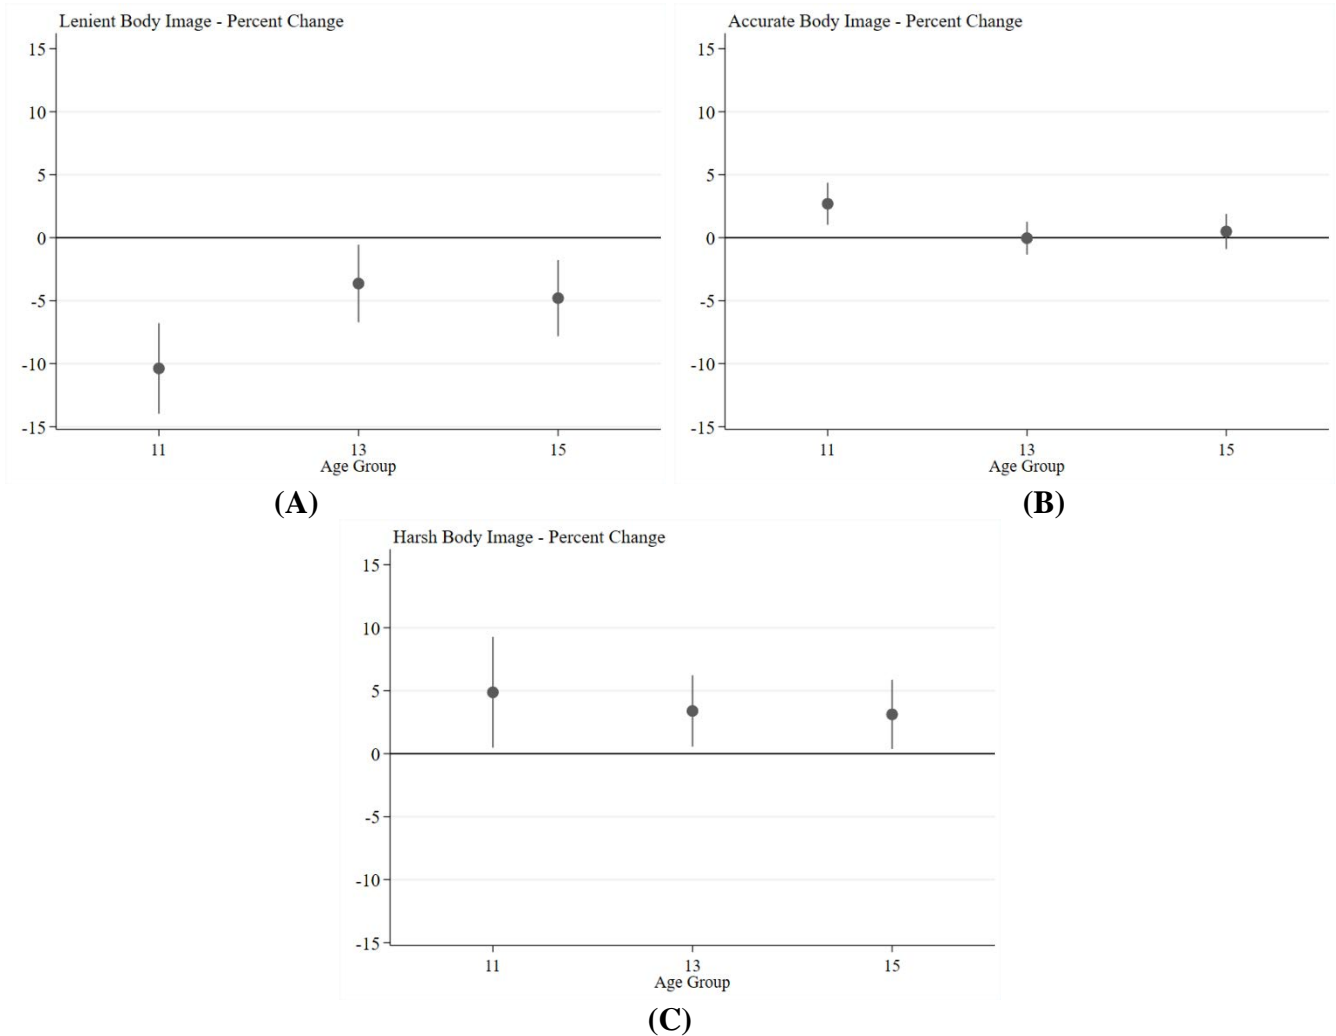 Lenient Body Image - Percent Change
15
10
5
0
-5
-10
-15
11 13 15
Age Group
(A)
Accurate Body Image - Percent Change
15
10
5
0
-5
-10
-15
11 13 15
Age Group
(B)
Harsh Body Image - Percent Change
15
10
5
0
-5
-10
-15
11 13 15
Age Group
(C)